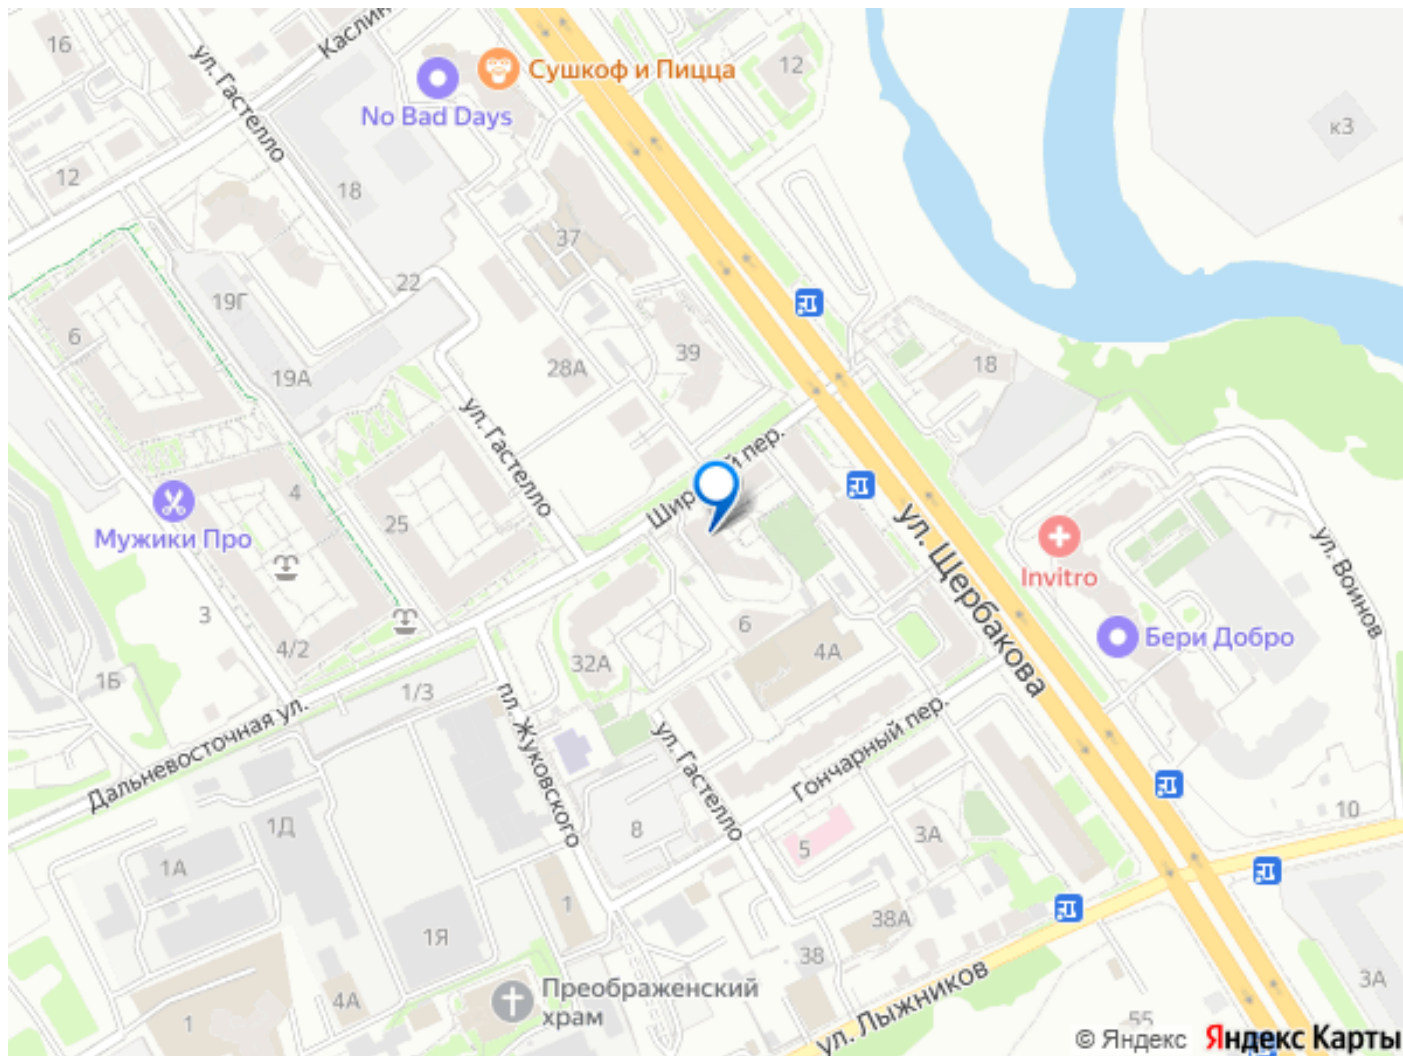 16
Каслин
ул. Гастелло
Сушкоф и Пицца
12
No Bad Days
к3
12
18
37
22
19Г
6
39
28А
18
19А
ул. Гастелло
пер.
4
25
Мужики Про
ул. Щербакова
Invitro
ул. Воинов
3
6
Бери Добро
4/2
32А
4А
1Б
1/3
Дальневосточная ул.
пл. Жуковского
ул. Гастелло
Гончарный пер.
10
1Д
8
5
3А
1А
1
38А
1Я
38
Преображенский
храм
4А
1
ул. Лыжников
3А
55
© Яндекс Яндекс Карты